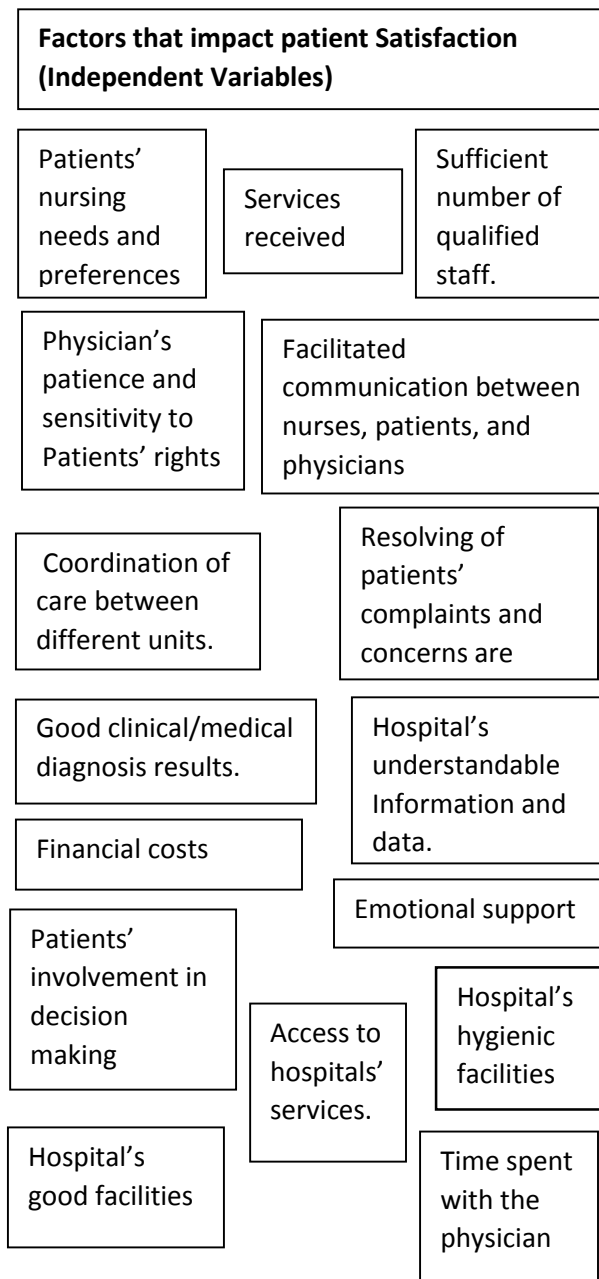 Factors that impact patient Satisfaction
(Independent Variables)
Patients’
nursing
needs and
preferences
Services
received
Sufficient
number of
qualified
staff.
Physician’s
patience and
sensitivity to
Patients’ rights
Facilitated
communication between
nurses, patients, and
physicians
Coordination of
care between
different units.
Resolving of
patients’
complaints and
concerns are
Good clinical/medical
diagnosis results.
Hospital’s
understandable
Information and
data.
Financial costs
Emotional support
Patients’
involvement in
decision
making
Access to
hospitals’
services.
Hospital’s
hygienic
facilities
Hospital’s
good facilities
Time spent
with the
physician